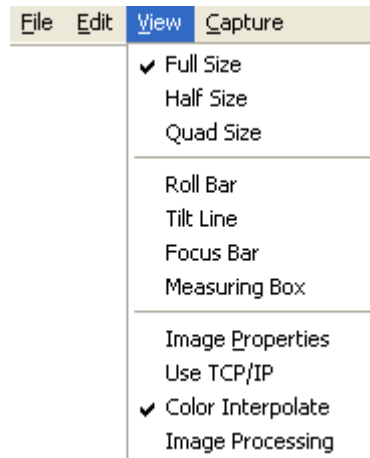 File Edit View Capture
Full Size
Half Size
Quad Size
Roll Bar
Tilt Line
Focus Bar
Measuring Box
Image Properties
Use TCP/IP
Color Interpolate
Image Processing